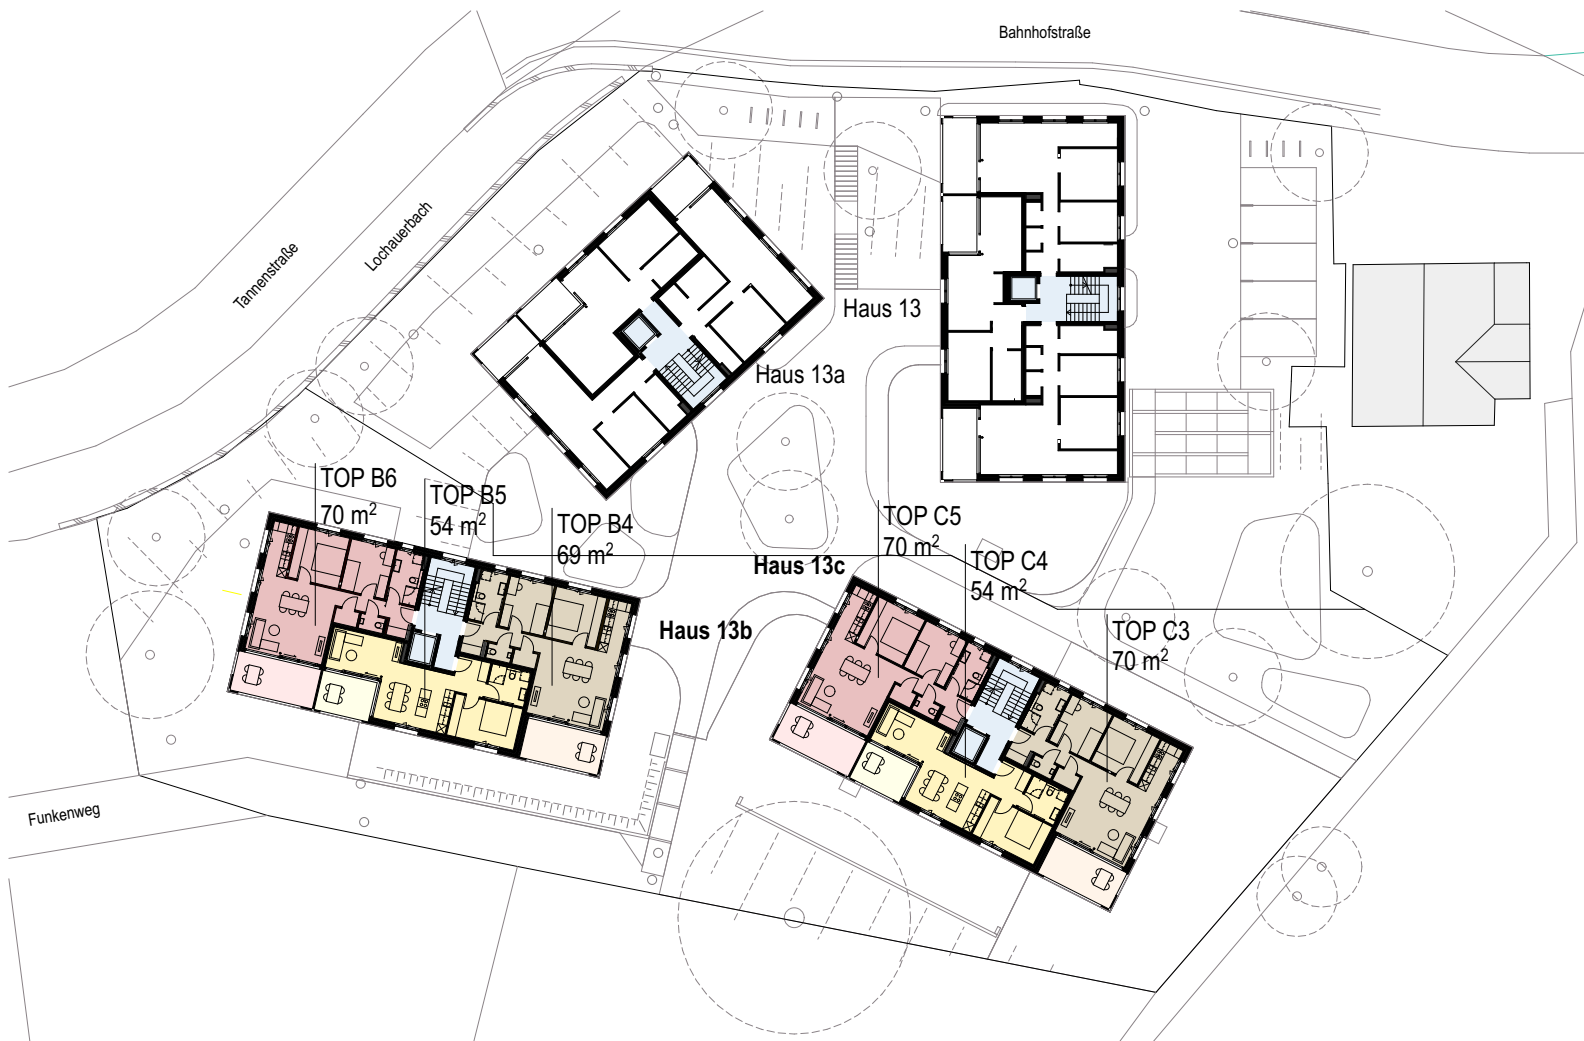 Bahnhofstraße
Tannenstraße
Lochauerbach
Haus 13
Haus 13a
TOP B6
70 m²
TOP B5
54 m²
TOP B4
69 m²
TOP C5
70 m²
Haus 13c
TOP C4
54 m²
Haus 13b
TOP C3
70 m²
Funkenweg